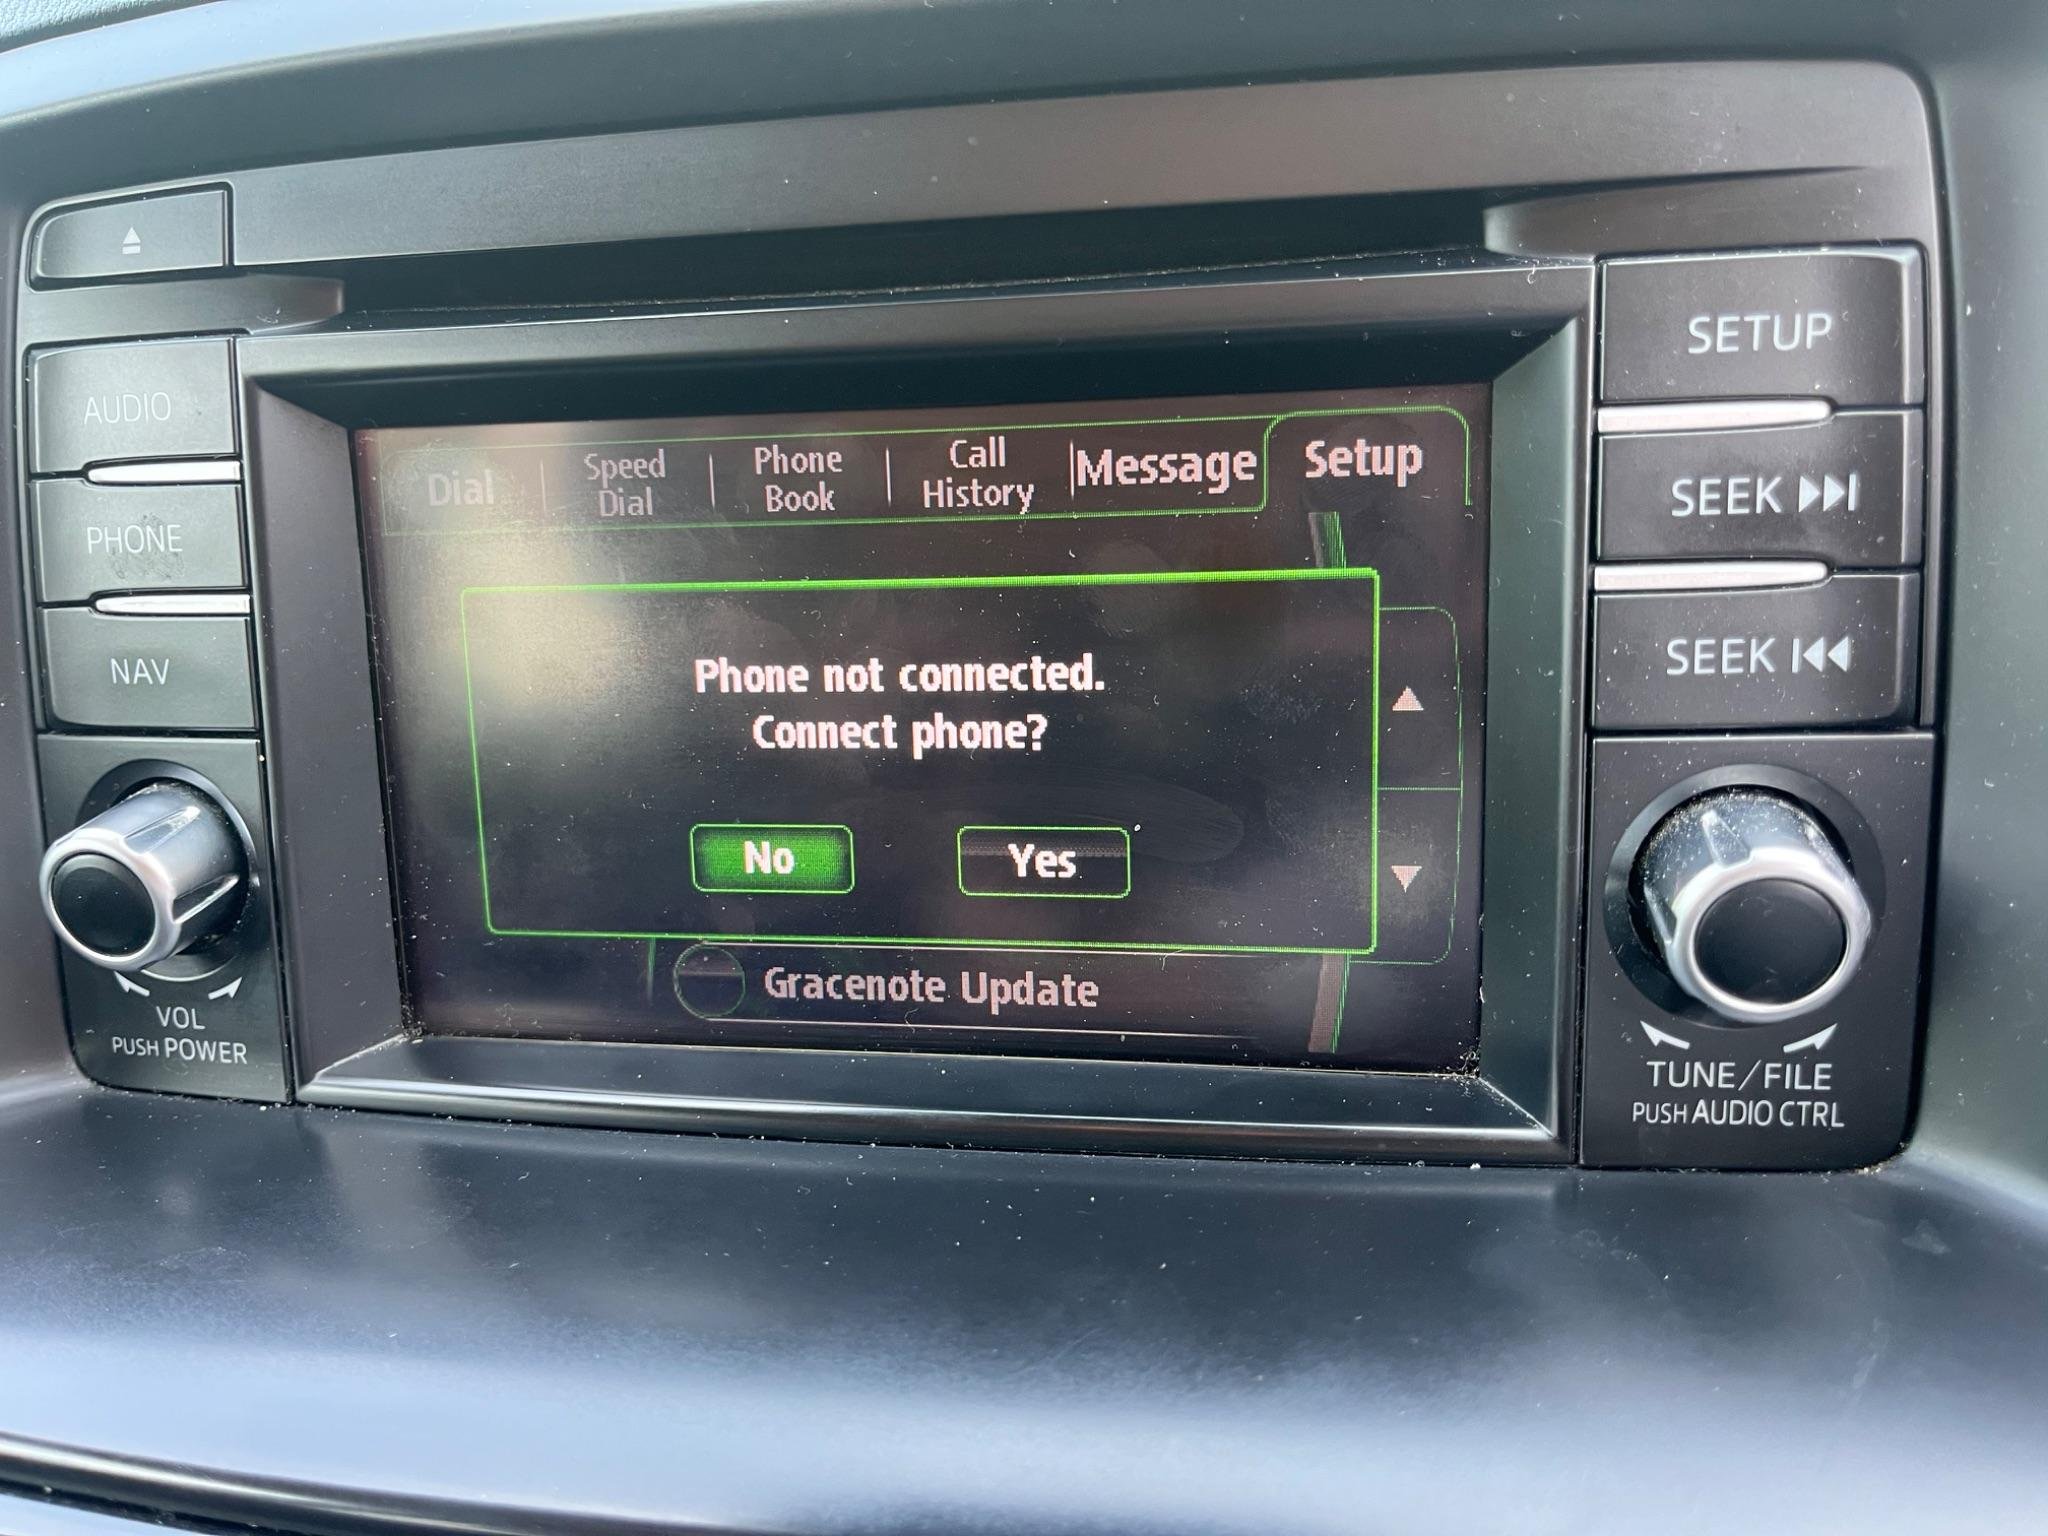 SETUP
AUDIO
PHONE
NAV
SEEK
SEEK
Dial
Speed
Dial
Phone
Book
Call
History
Message
Setup
Phone not connected.
Connect phone?
No
Yes
Gracenote Update
VOL
PUSH POWER
TUNE/FILE
PUSH AUDIO CTRL